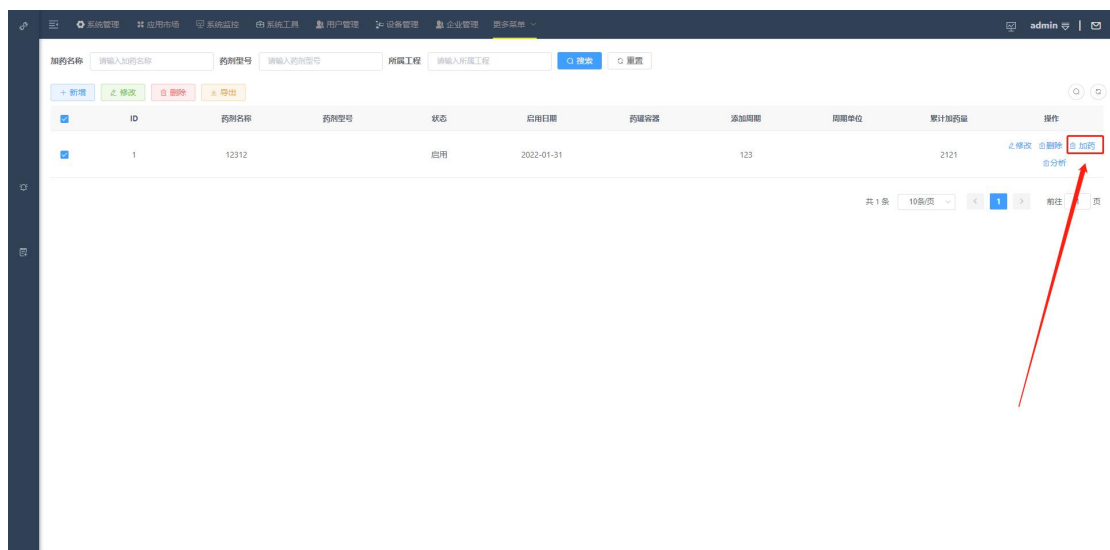 系统管理 应用市场 系统监控 系统工具 用户管理 设备管理 企业管理 更多菜单 admin
加药名称 请输入加药名称 药剂型号 请输入药剂型号 所属工程 请输入所属工程 搜索 重置
+ 新增 修改 删除 导出
ID 药剂名称 药剂型号 状态 启用日期 药罐容器 添加周期 周期单位 累计加药量 操作
1 12312 启用 2022-01-31 123 2121 修改 删除 加药
分析
共 1 条 10条/页 < 1 > 前往 页